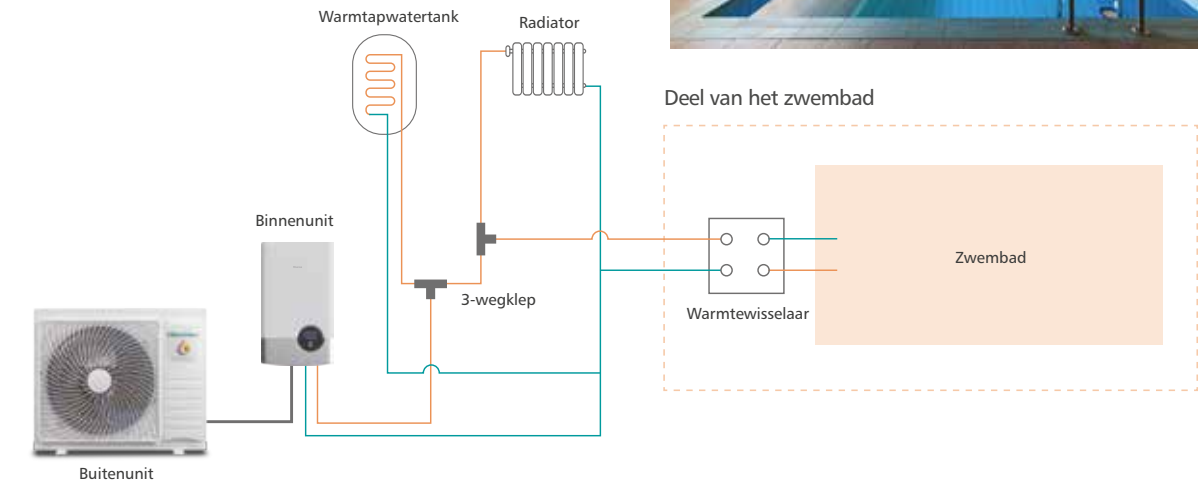 Warmtapwatertank
Radiator
Deel van het zwembad
Binnenunit
Zwembad
3-wegklep
Warmtewisselaar
Buitenunit